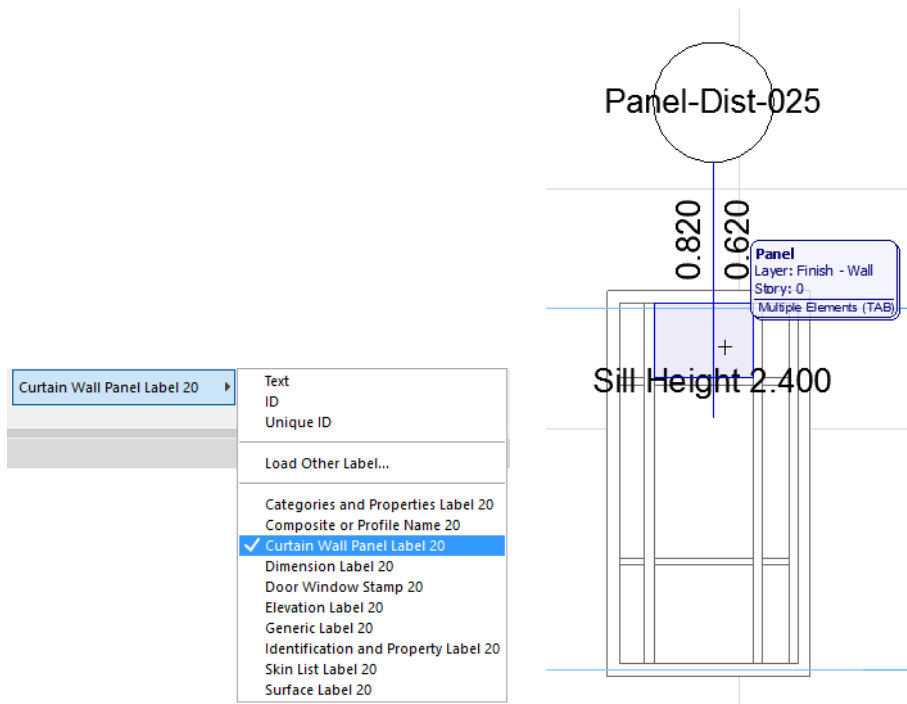 Panel-Dist-025
0.820
0.620
Panel
Layer: Finish - Wall
Story: 0
Multiple Elements (TAB)
Sill Height 2.400
Curtain Wall Panel Label 20
Text
ID
Unique ID
Load Other Label...
Categories and Properties Label 20
Composite or Profile Name 20
Curtain Wall Panel Label 20
Dimension Label 20
Door Window Stamp 20
Elevation Label 20
Generic Label 20
Identification and Property Label 20
Skin List Label 20
Surface Label 20